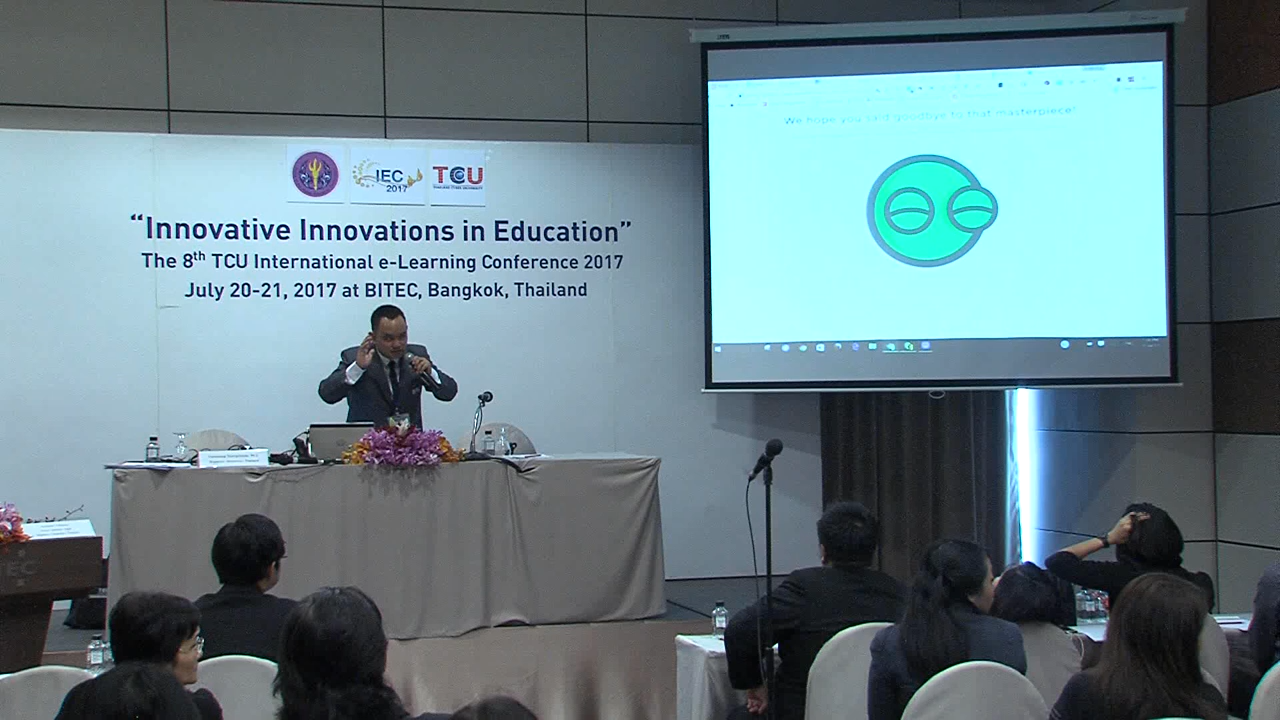 IEC
2017
TCU
“Innovative Innovations in Education”
The 8th TCU International e-Learning Conference 2017
July 20-21, 2017 at BITEC, Bangkok, Thailand
We hope you said goodbye to that masterpiece!